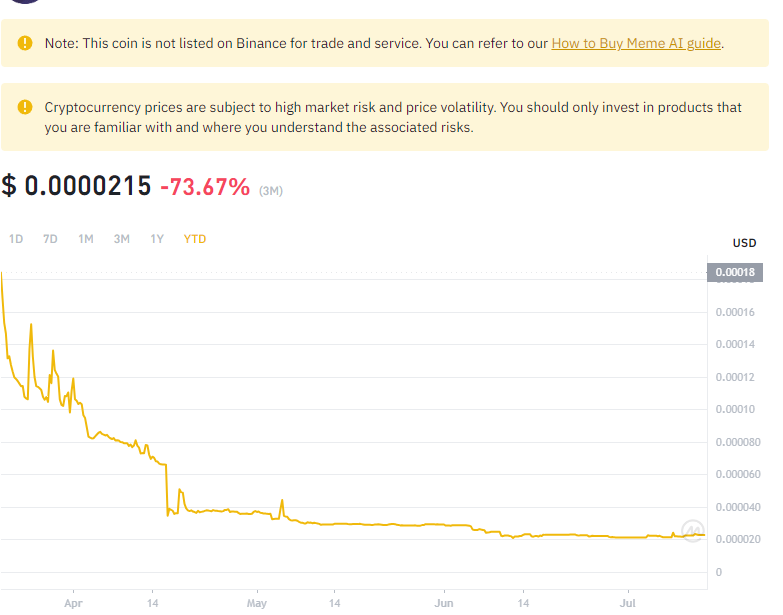 Note: This coin is not listed on Binance for trade and service. You can refer to our How to Buy Meme AI guide.
Cryptocurrency prices are subject to high market risk and price volatility. You should only invest in products that
you are familiar with and where you understand the associated risks.
$ 0.0000215 -73.67% (3M)
1D 7D 1M 3M 1Y YTD
USD
0.00018
0.00016
0.00014
0.00012
0.00010
0.000080
0.000060
0.000040
0.000020
0
Apr 14 May 14 Jun 14 Jul